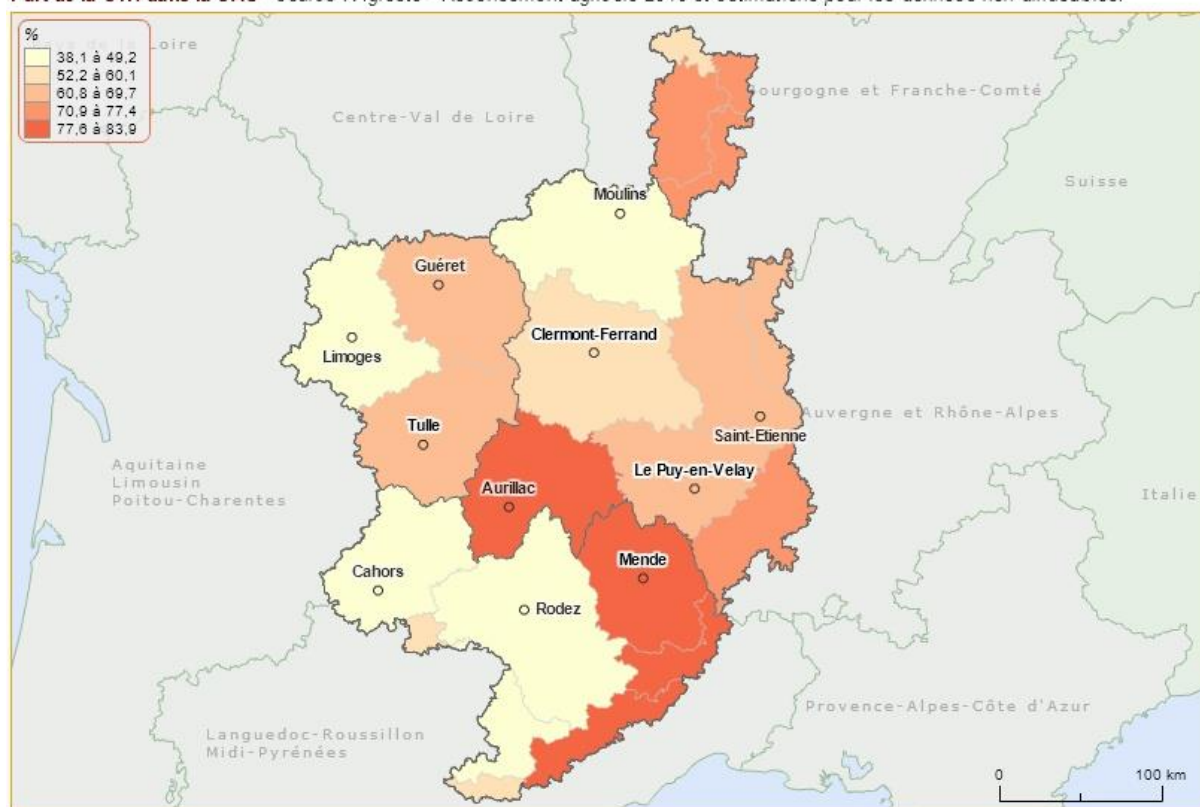 %
38,1 à 49,2
52,2 à 60,1
60,8 à 69,7
70,9 à 77,4
77,6 à 83,9
de la Loire
Centre-Val de Loire
Bourgogne et Franche-Comté
Suisse
Moulins
Guéret
Clermont-Ferrand
Limoges
Auvergne et Rhône-Alpes
Saint-Etienne
Tulle
Aquitaine
Limousin
Poitou-Charentes
Le Puy-en-Velay
Aurillac
Italie
Mende
Cahors
Rodez
Provence-Alpes-Côte d'Azur
Languedoc-Roussillon
Midi-Pyrénées
0
100 km